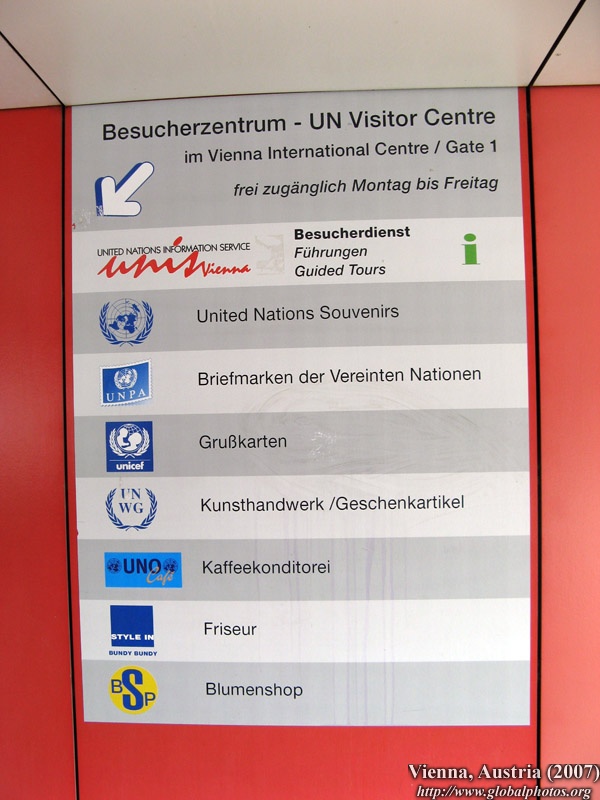 Besucherzentrum - UN Visitor Centre
im Vienna International Centre / Gate 1
frei zugänglich Montag bis Freitag
UNITED NATIONS INFORMATION SERVICE
unis Vienna
Besucherdienst
Führungen
Guided Tours
i
United Nations Souvenirs
UNPA
Briefmarken der Vereinten Nationen
unicef
Grußkarten
UN
WG
Kunsthandwerk /Geschenkartikel
UNO
Café
Kaffeekonditorei
STYLE IN
BUNDY BUNDY
Friseur
BSP
Blumenshop
Vienna, Austria (2007)
http://www.globalphotos.org